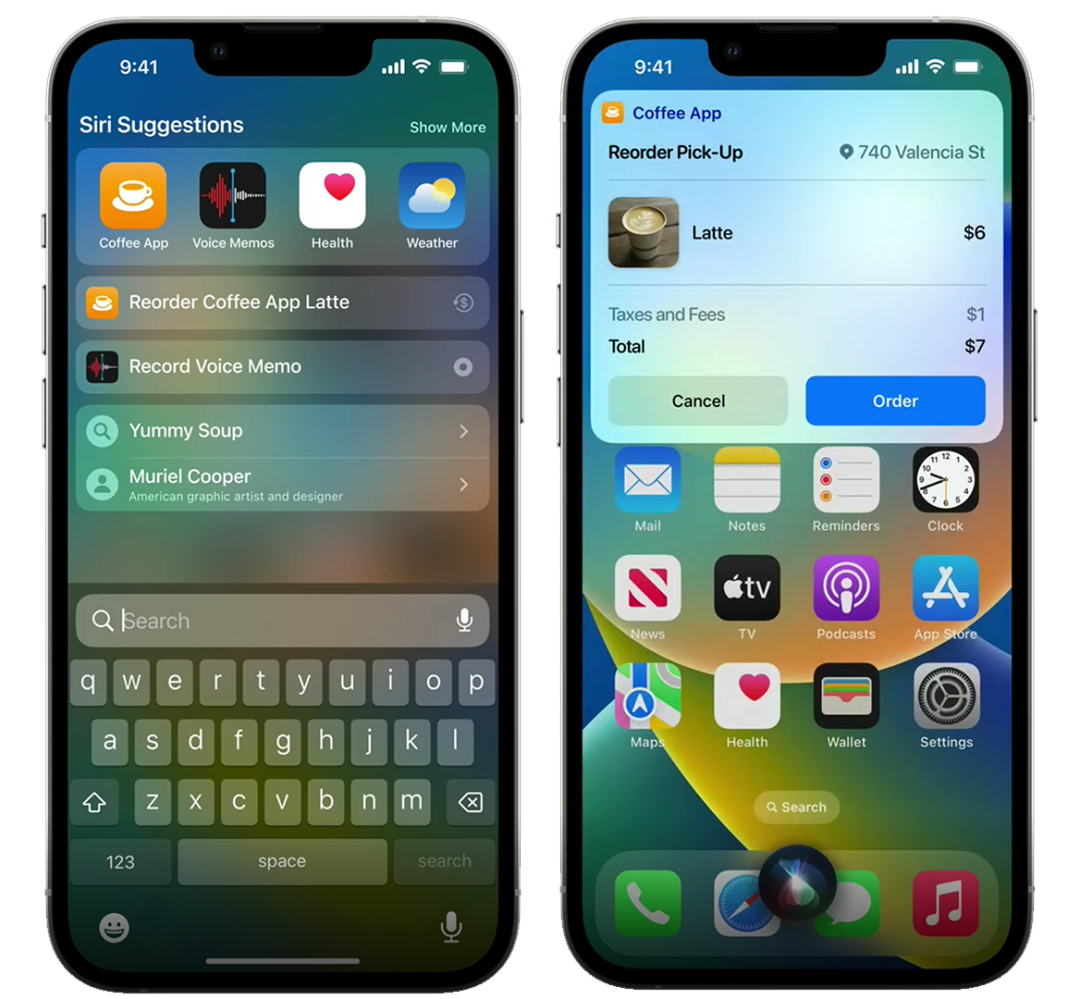 9:41
Siri Suggestions
Show More
Coffee App
Voice Memos
Health
Weather
Reorder Coffee App Latte
Record Voice Memo
Yummy Soup
Muriel Cooper
American graphic artist and designer
Search
q w e r t y u i o p
a s d f g h j k l
z x c v b n m
123 space search
9:41
Coffee App
Reorder Pick-Up 740 Valencia St
Latte $6
Taxes and Fees $1
Total $7
Cancel Order
Mail Notes Reminders Clock
tv
News TV Podcasts App Store
Maps Health Wallet Settings
Search